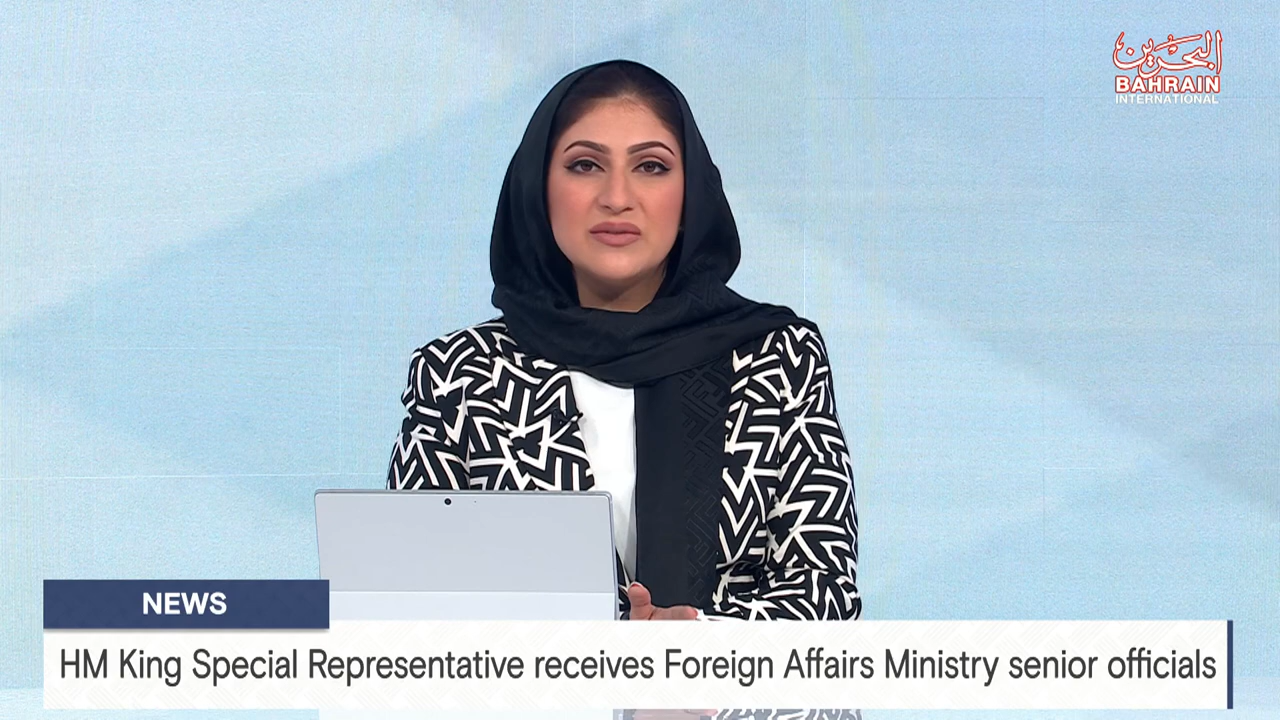 البحرين
BAHRAIN
INTERNATIONAL
NEWS
HM King Special Representative receives Foreign Affairs Ministry senior officials